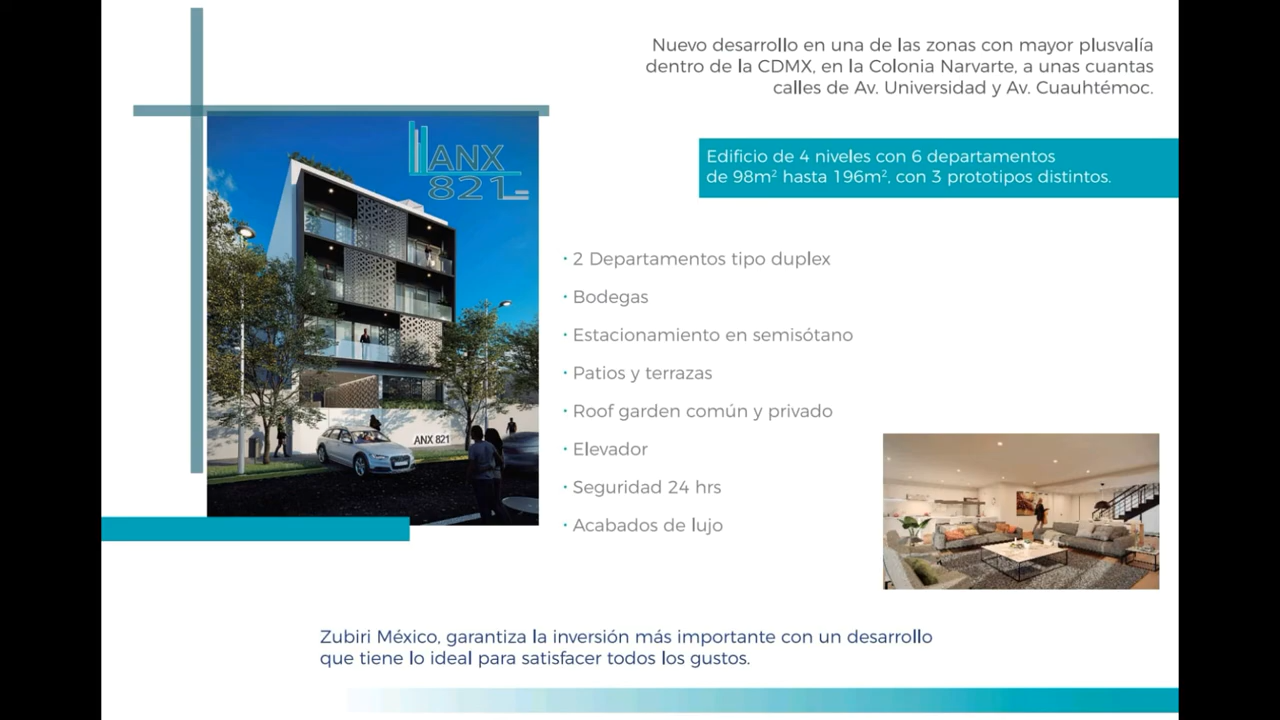 Nuevo desarrollo en una de las zonas con mayor plusvalía
dentro de la CDMX, en la Colonia Narvarte, a unas cuantas
calles de Av. Universidad y Av. Cuauhtémoc.
ANX
821
Edificio de 4 niveles con 6 departamentos
de 98m² hasta 196m², con 3 prototipos distintos.
· 2 Departamentos tipo duplex
· Bodegas
· Estacionamiento en semisótano
· Patios y terrazas
· Roof garden común y privado
· Elevador
· Seguridad 24 hrs
· Acabados de lujo
ANX 821
Zubiri México, garantiza la inversión más importante con un desarrollo
que tiene lo ideal para satisfacer todos los gustos.